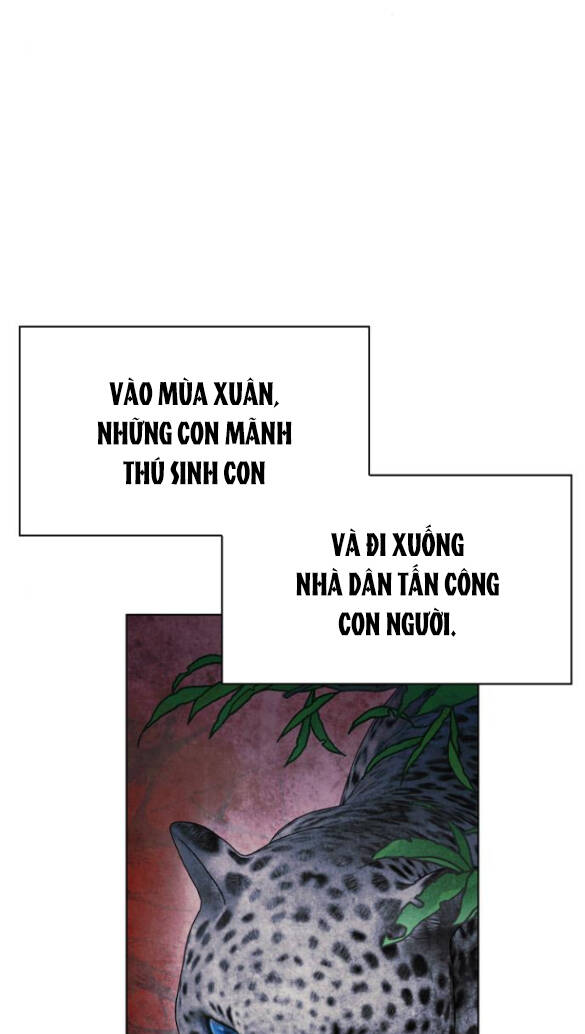 VÀO MÙA XUÂN,
NHỮNG CON MÃNH
THÚ SINH CON
VÀ ĐI XUỐNG
NHÀ DÂN TẤN CÔNG
CON NGƯỜI.